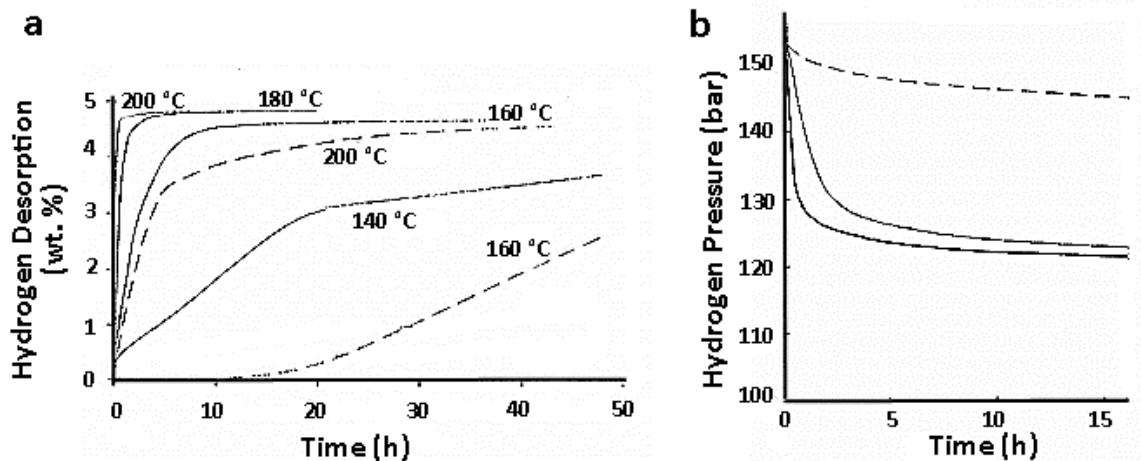 a
Hydrogen Desorption
(wt. %)
5
4
3
2
1
0
200 °C
180 °C
160 °C
200 °C
140 °C
160 °C
0
10
20
30
40
50
Time (h)
b
Hydrogen Pressure (bar)
150
140
130
120
110
100
0
5
10
15
Time (h)